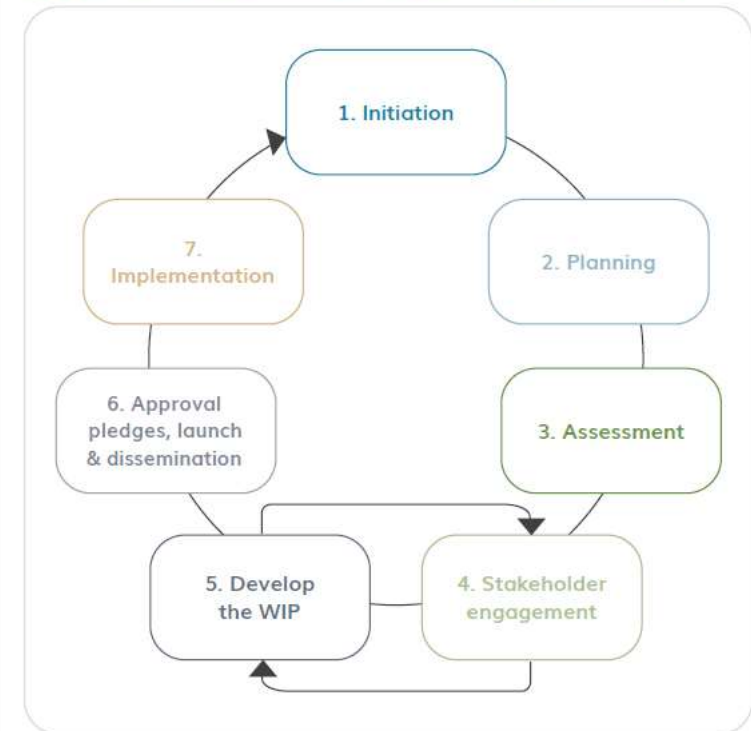 1. Initiation
2. Planning
3. Assessment
4. Stakeholder
engagement
5. Develop
the WIP
6. Approval
pledges, launch
& dissemination
7.
Implementation